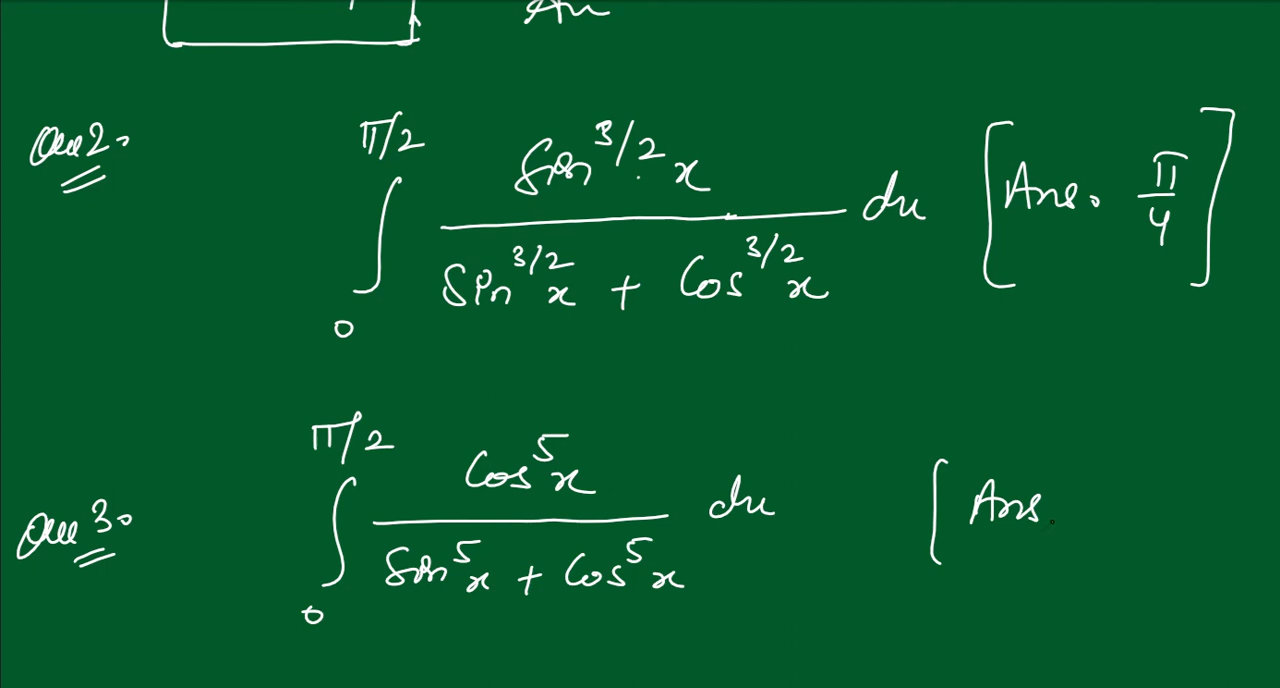 An
Que 2. ∫₀^{π/2} Sin^{3/2} x / (Sin^{3/2} x + Cos^{3/2} x) dx [Ans. π/4]
Que 3. ∫₀^{π/2} Cos^5 x / (Sin^5 x + Cos^5 x) dx [Ans.